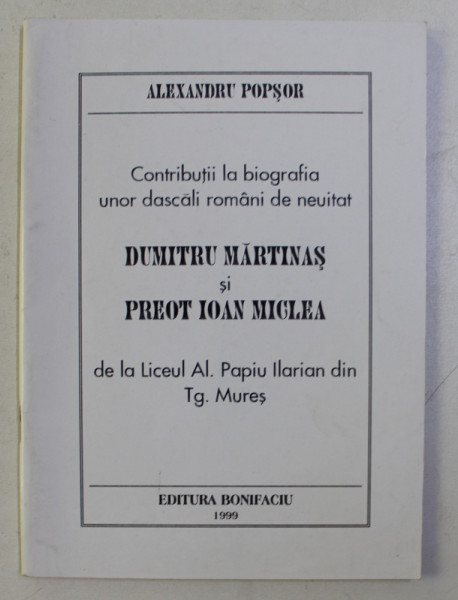 ALEXANDRU POPȘOR
Contribuții la biografia
unor dascăli români de neuitat
DUMITRU MĂRTINAȘ
și
PREOT IOAN MICLEA
de la Liceul Al. Papiu Ilarian din
Tg. Mureș
EDITURA BONIFACIU
1999